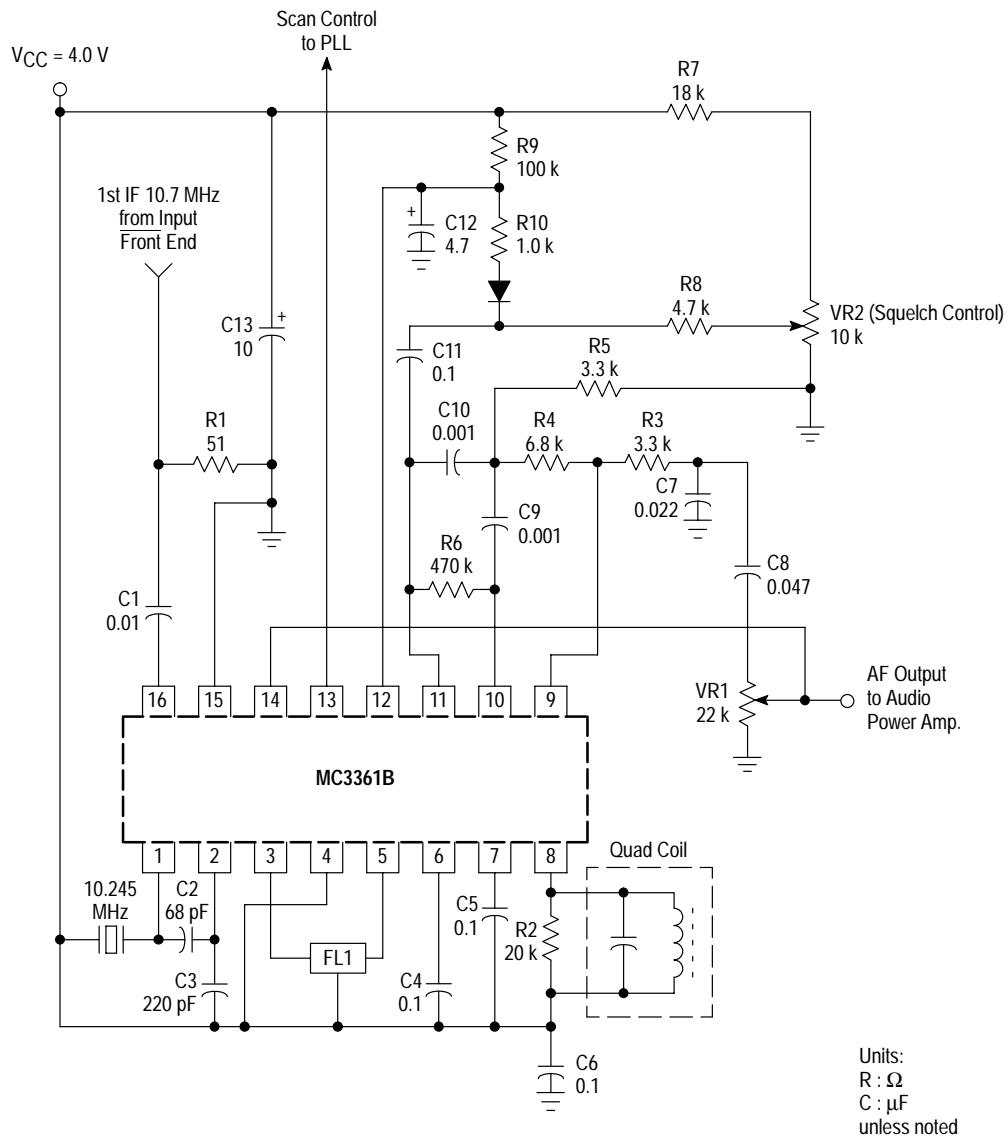 Scan Control
to PLL
VCC = 4.0 V
R7
18 k
R9
100 k
1st IF 10.7 MHz
from Input
Front End
+
C12
4.7
R10
1.0 k
R8
4.7 k
VR2 (Squelch Control)
10 k
+
C13
10
C11
0.1
R5
3.3 k
R1
51
C10
0.001
R4
6.8 k
R3
3.3 k
C7
0.022
C9
0.001
R6
470 k
C8
0.047
C1
0.01
VR1
22 k
AF Output
to Audio
Power Amp.
16 15 14 13 12 11 10 9
MC3361B
1 2 3 4 5 6 7 8
Quad Coil
10.245
MHz
C2
68 pF
C5
0.1
R2
20 k
FL1
C3
220 pF
C4
0.1
C6
0.1
Units:
R : Ω
C : µF
unless noted